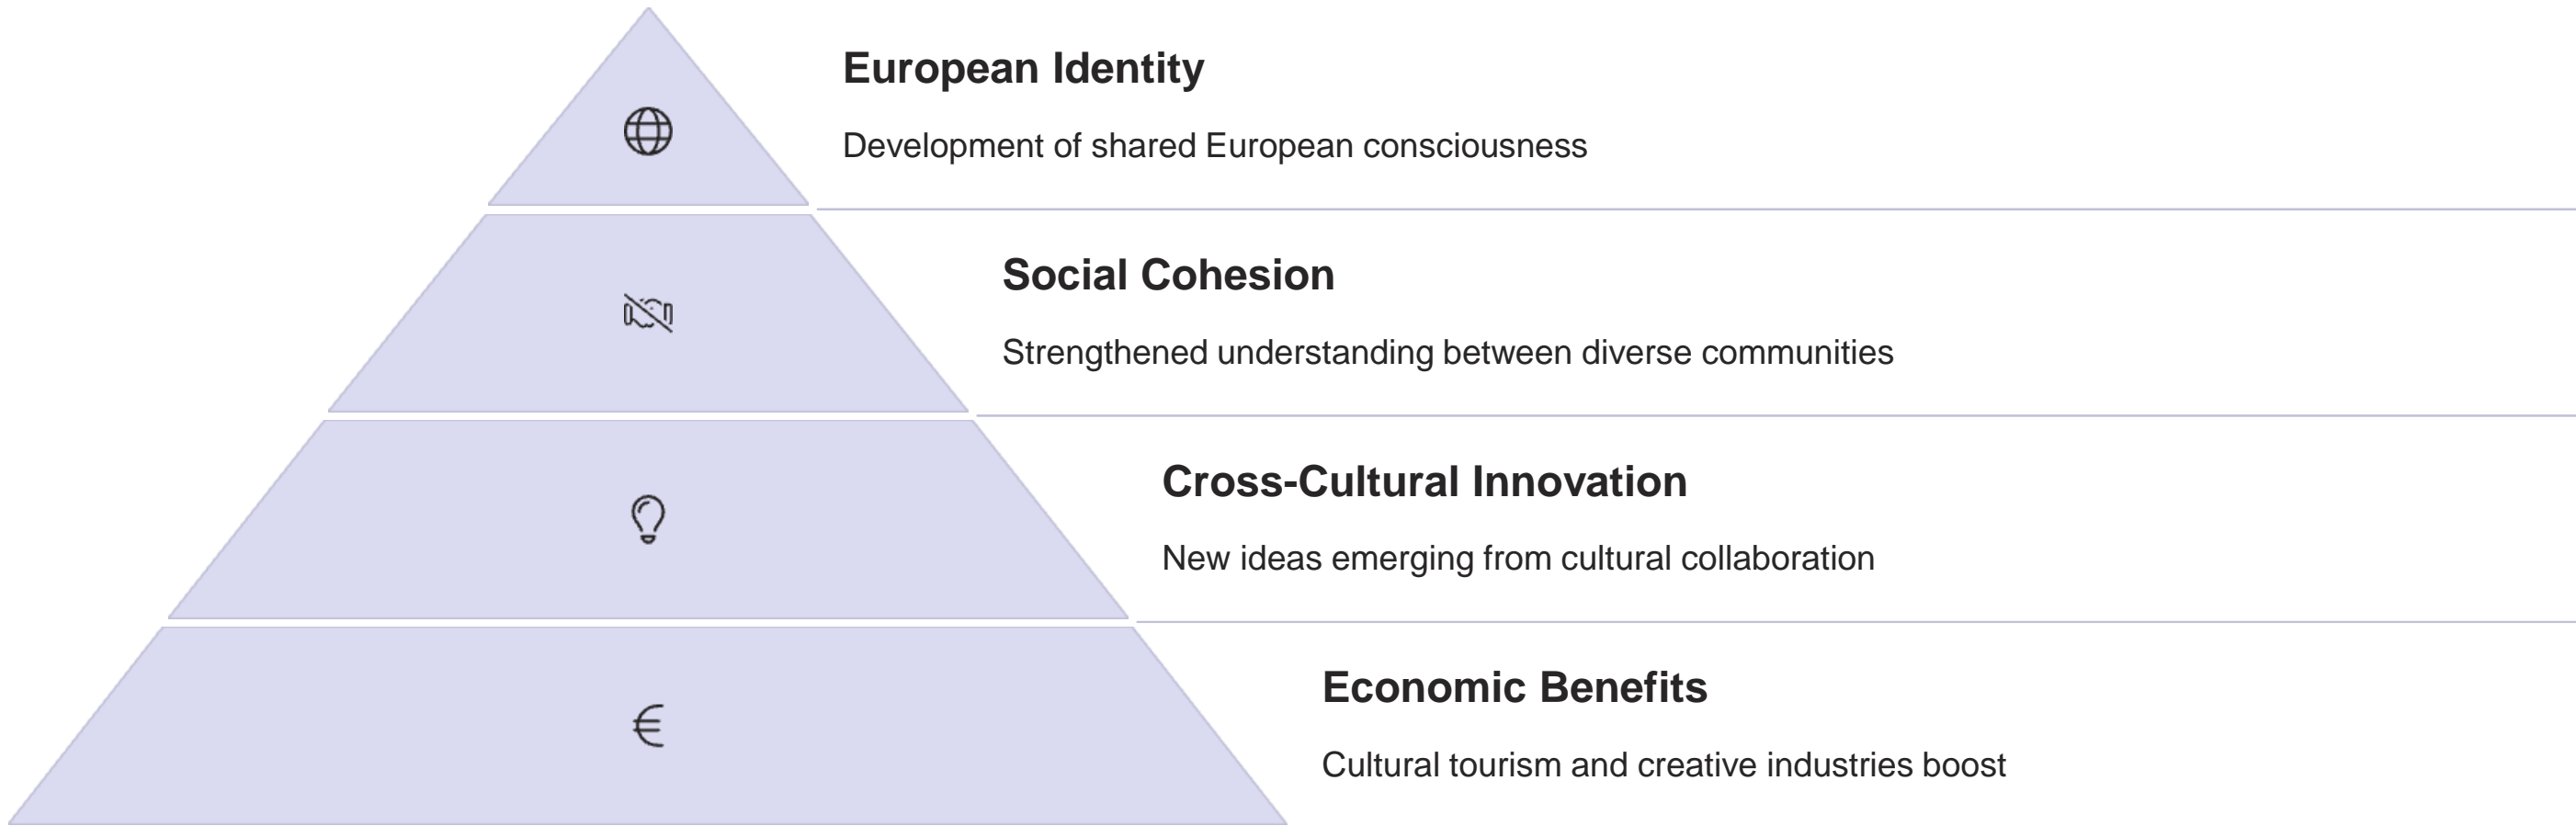 European Identity
Development of shared European consciousness
Social Cohesion
Strengthened understanding between diverse communities
Cross-Cultural Innovation
New ideas emerging from cultural collaboration
€
Economic Benefits
Cultural tourism and creative industries boost